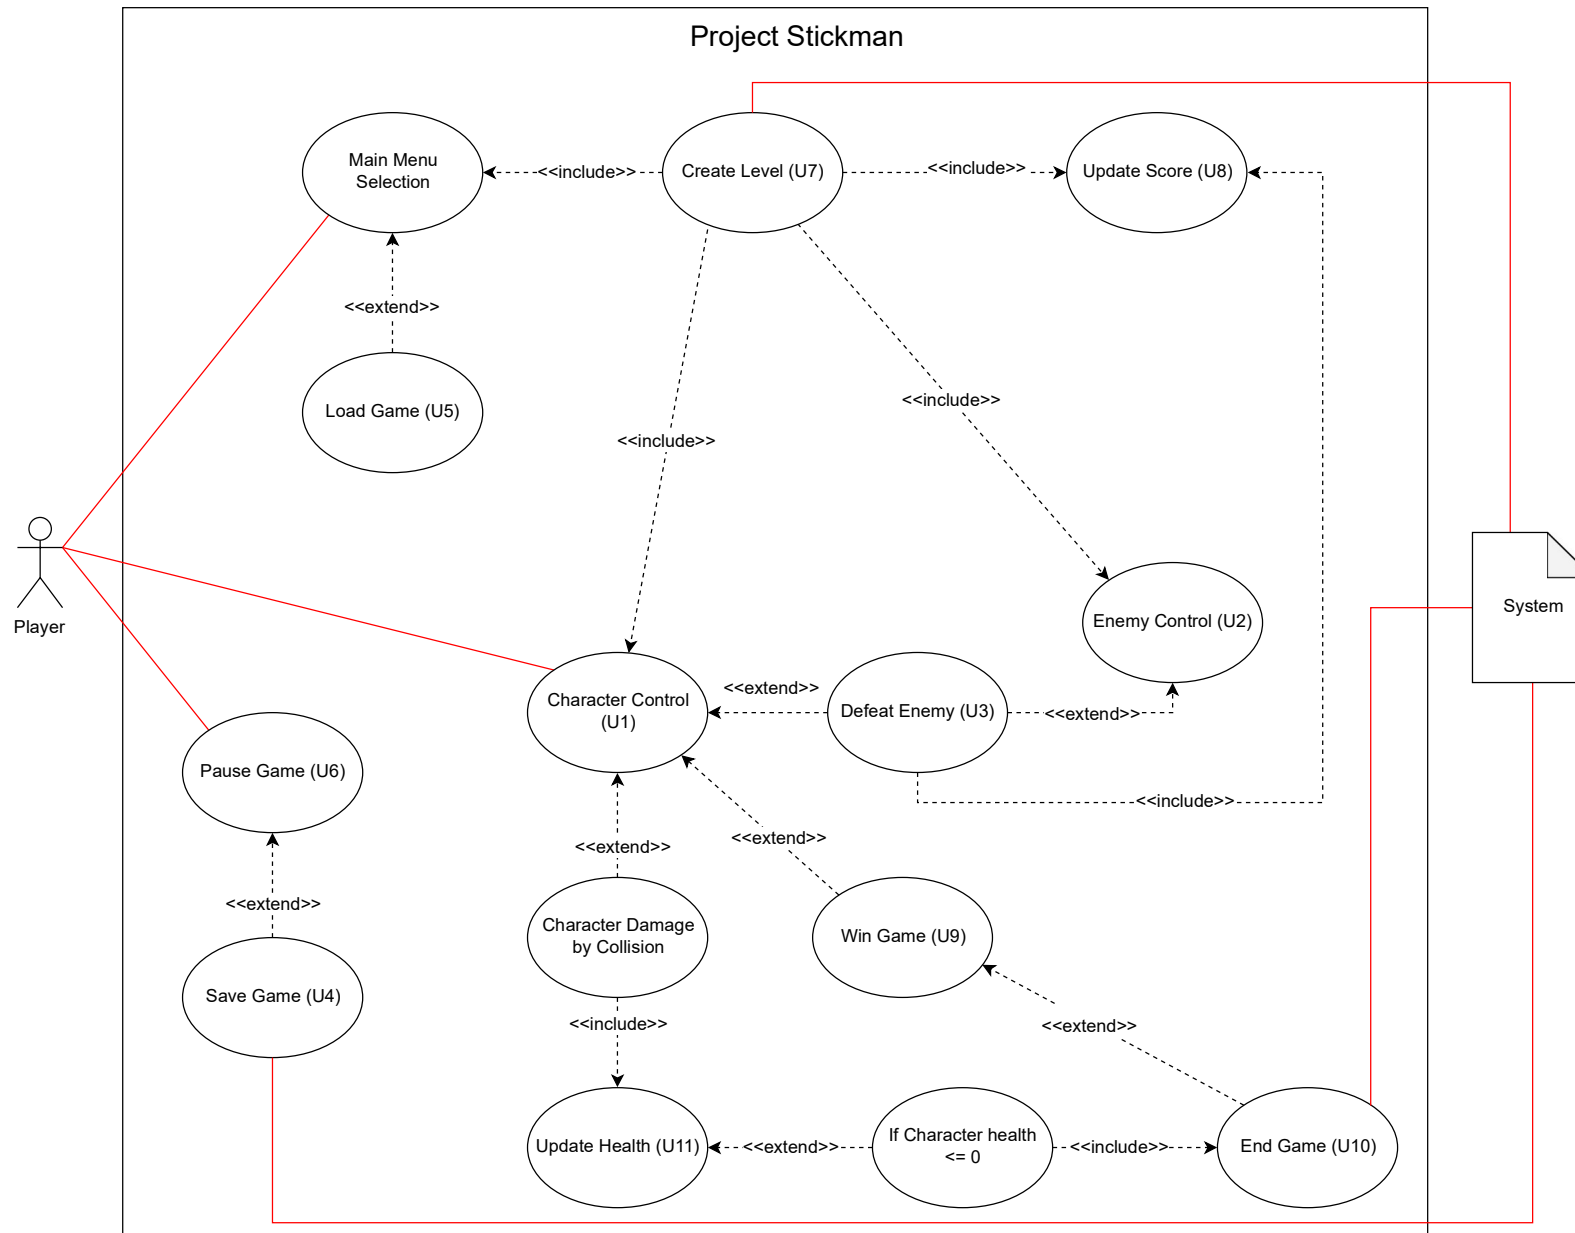 Project Stickman
Main Menu
Selection
<<include>>
Create Level (U7)
<<include>>
Update Score (U8)
<<extend>>
Load Game (U5)
<<include>>
<<include>>
Player
System
Enemy Control (U2)
Character Control
(U1)
<<extend>>
Defeat Enemy (U3)
<<extend>>
Pause Game (U6)
<<include>>
<<extend>>
<<extend>>
<<extend>>
Character Damage
by Collision
Win Game (U9)
Save Game (U4)
<<include>>
<<extend>>
Update Health (U11)
<<extend>>
If Character health
<= 0
<<include>>
End Game (U10)